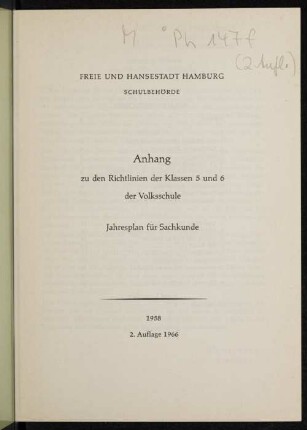 M Ph 147f
(2. Aufl.)
FREIE UND HANSESTADT HAMBURG
SCHULBEHÖRDE
Anhang
zu den Richtlinien der Klassen 5 und 6
der Volksschule
Jahresplan für Sachkunde
1958
2. Auflage 1966